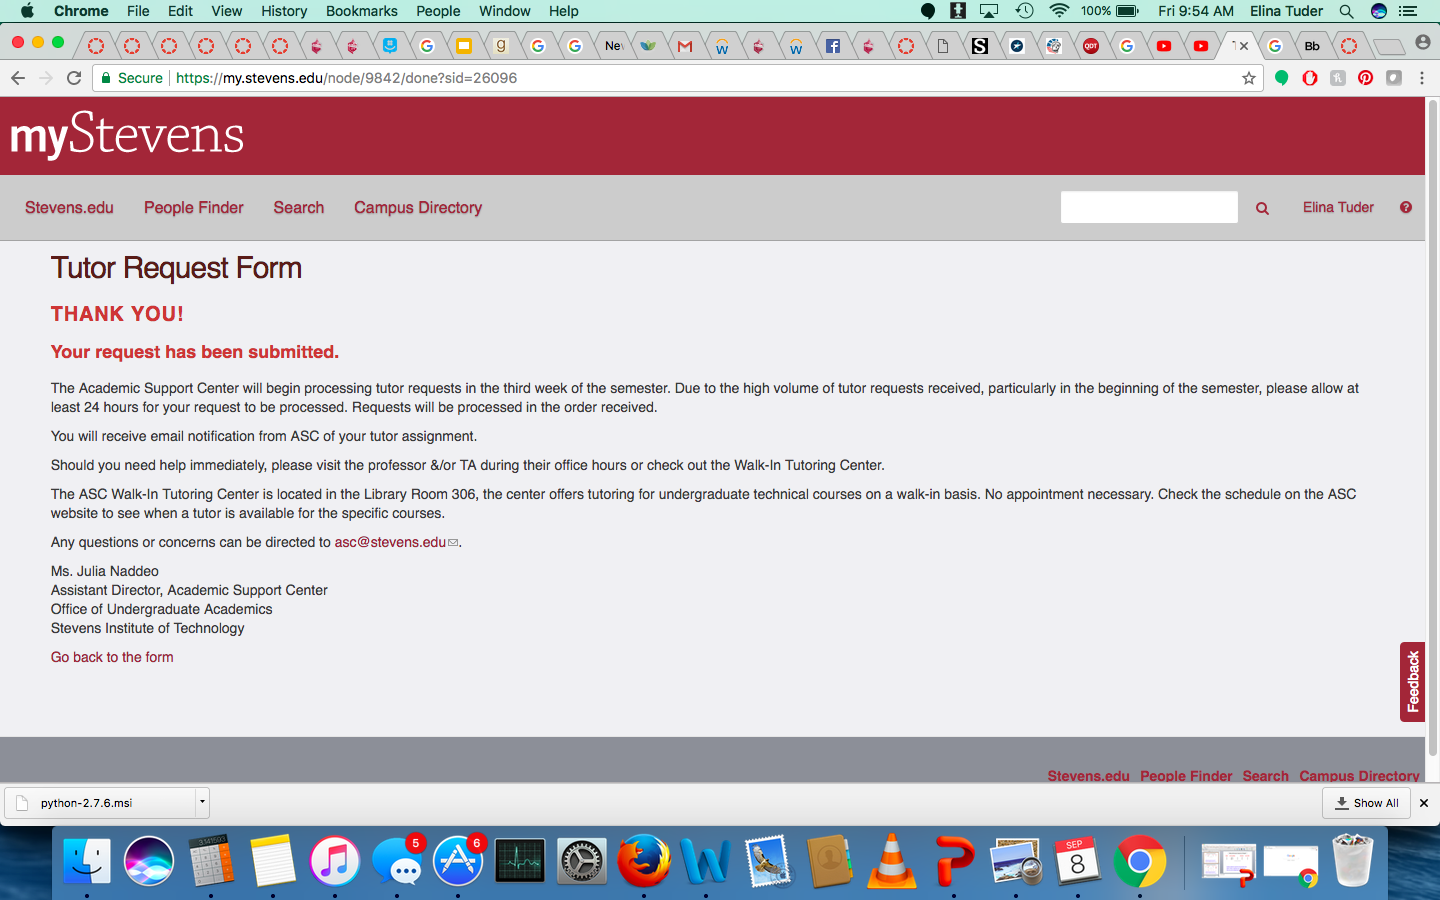 Chrome File Edit View History Bookmarks People Window Help 100% Fri 9:54 AM Elina Tuder
g Nev S QDT Bb
Secure https://my.stevens.edu/node/9842/done?sid=26096
myStevens
Stevens.edu People Finder Search Campus Directory Elina Tuder ?
Tutor Request Form
THANK YOU!
Your request has been submitted.
The Academic Support Center will begin processing tutor requests in the third week of the semester. Due to the high volume of tutor requests received, particularly in the beginning of the semester, please allow at
least 24 hours for your request to be processed. Requests will be processed in the order received.
You will receive email notification from ASC of your tutor assignment.
Should you need help immediately, please visit the professor &/or TA during their office hours or check out the Walk-In Tutoring Center.
The ASC Walk-In Tutoring Center is located in the Library Room 306, the center offers tutoring for undergraduate technical courses on a walk-in basis. No appointment necessary. Check the schedule on the ASC
website to see when a tutor is available for the specific courses.
Any questions or concerns can be directed to asc@stevens.edu.
Ms. Julia Naddeo
Assistant Director, Academic Support Center
Office of Undergraduate Academics
Stevens Institute of Technology
Go back to the form
Feedback
Stevens.edu People Finder Search Campus Directory
python-2.7.6.msi Show All
5 6 SEP
8